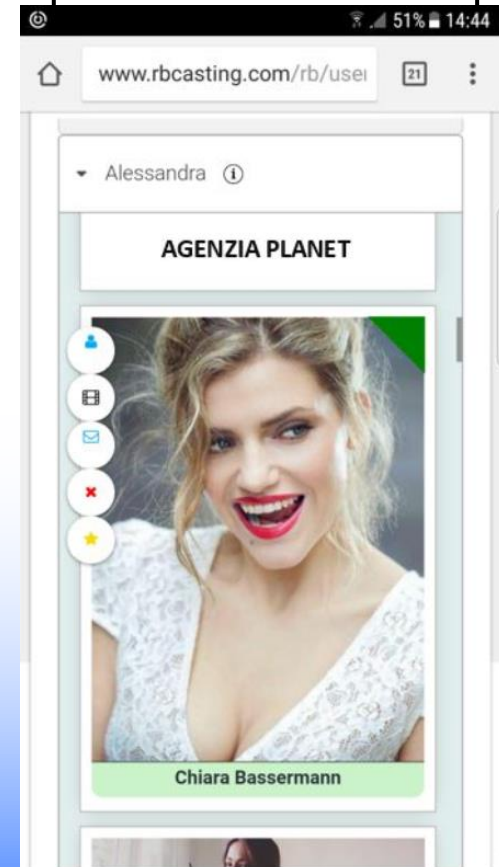 51% 14:44
www.rbcasting.com/rb/user
21
Alessandra
AGENZIA PLANET
Chiara Bassermann